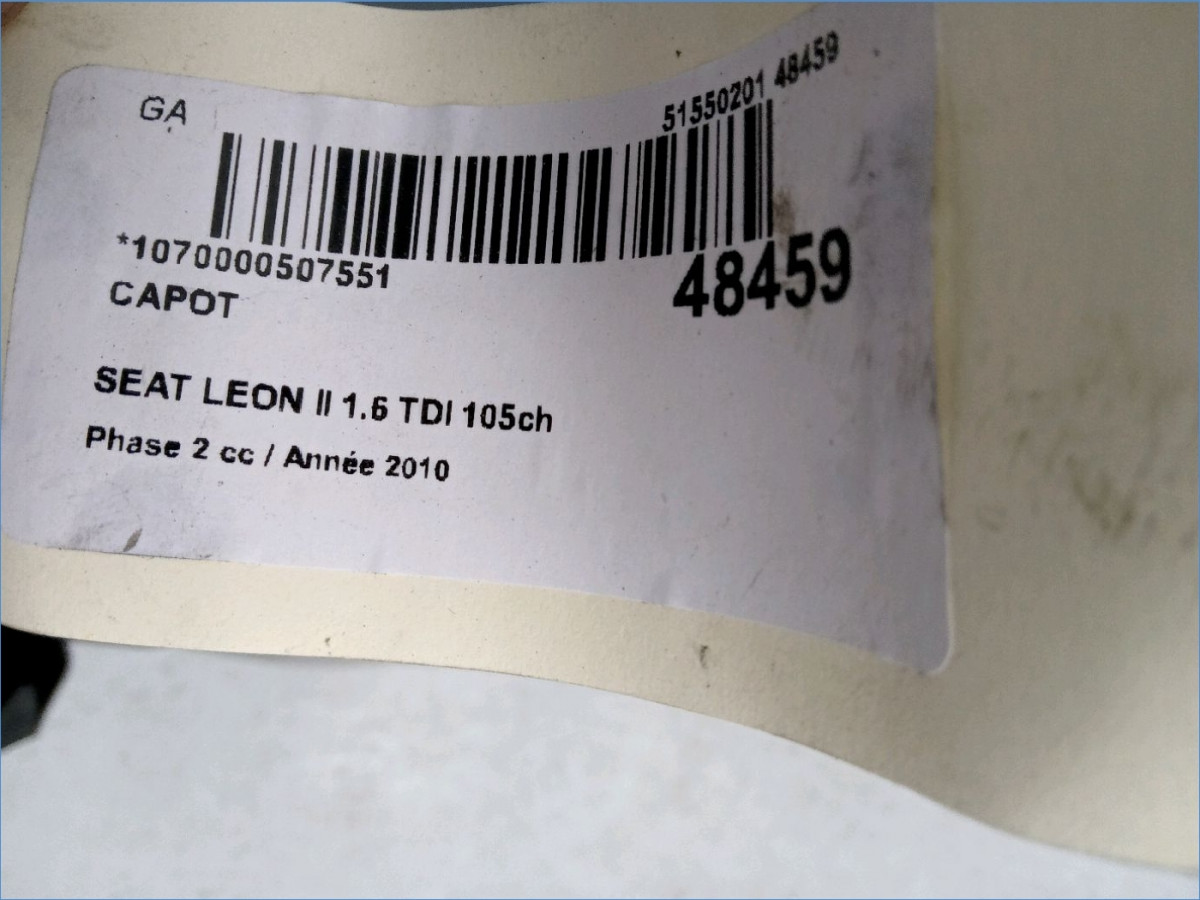 GA
51550201 48459
*1070000507551
48459
CAPOT
SEAT LEON II 1.6 TDI 105ch
Phase 2 cc / Année 2010